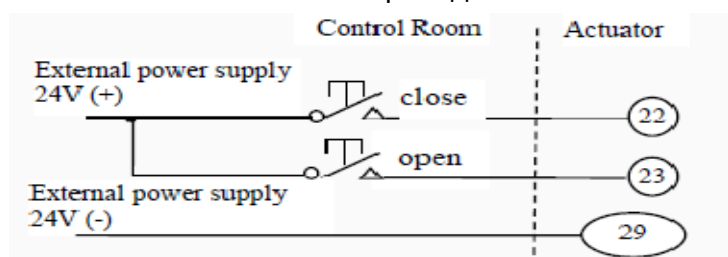 Control Room
Actuator
External power supply
24V (+)
close
22
open
23
External power supply
24V (-)
29